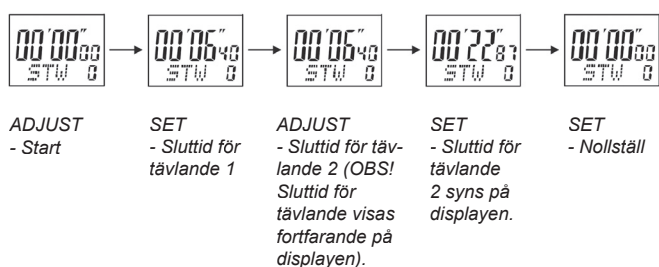 00'00"00
STW 0
00'06"40
STW 0
00'06"40
STW 0
00'22"87
STW 0
00'00"00
STW 0
ADJUST
- Start
SET
- Sluttid för
tävlande 1
ADJUST
- Sluttid för täv-
lande 2 (OBS!
Sluttid för
tävlande visas
fortfarande på
displayen).
SET
- Sluttid för
tävlande
2 syns på
displayen.
SET
- Nollställ